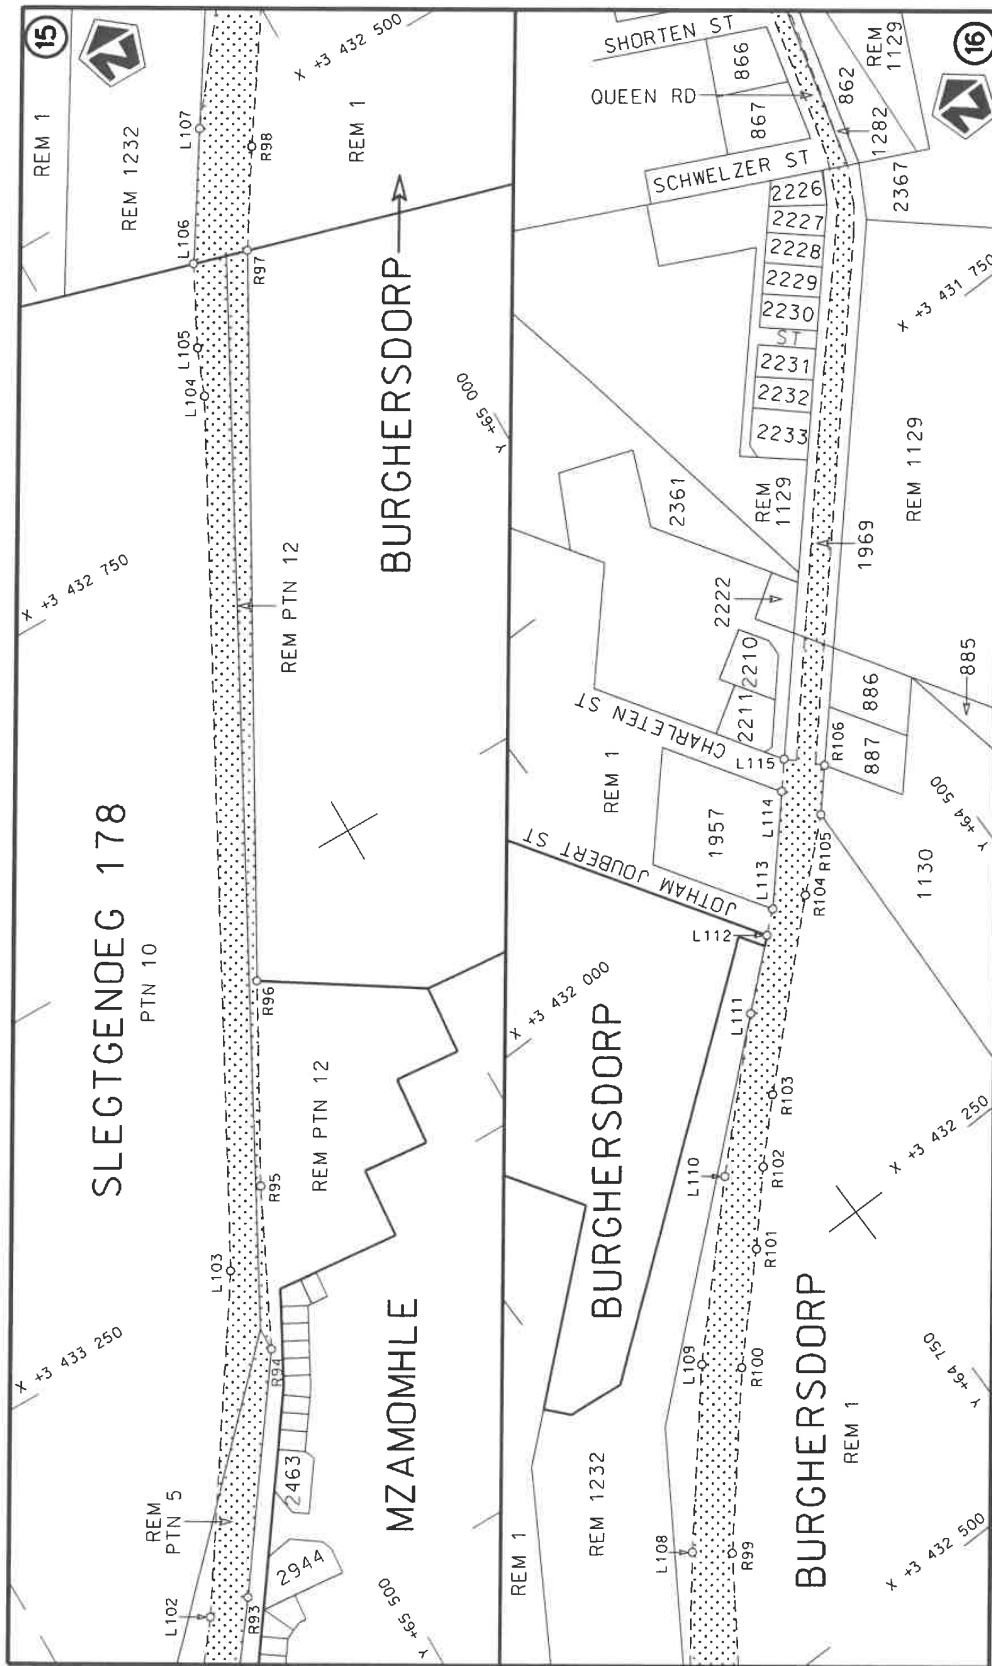 15
N
REM 1
REM 1232
L107
R98
REM 1
X +3 432 500
L106
R97
L105
L104
BURGHERSDORP
Y +65 000
X +3 432 750
REM PTN 12
SLEGTGENOEG 178
PTN 10
R96
REM PTN 12
R95
L103
R94
X +3 433 250
MZAMOMHLE
REM
PTN 5
2463
2944
L102
R93
Y +65 500
16
N
SHORTEN ST
QUEEN RD
866
867
862
REM
1129
1282
SCHWELZER ST
2367
2226
2227
2228
2229
2230
ST
2231
2232
2233
X +3 431 750
REM 1129
REM
1129
2361
1969
2222
2210
2211
CHARLETEN ST
885
886
887
R106
L115
REM 1
1957
L114
L113
R105
R104
Y +64 500
1130
JOTHAM JOUBERT ST
L112
L111
X +3 432 000
BURGHERSDORP
R103
R102
L110
R101
X +3 432 250
L109
R100
Y +64 750
BURGHERSDORP
REM 1
REM 1232
REM 1
L108
R99
X +3 432 500